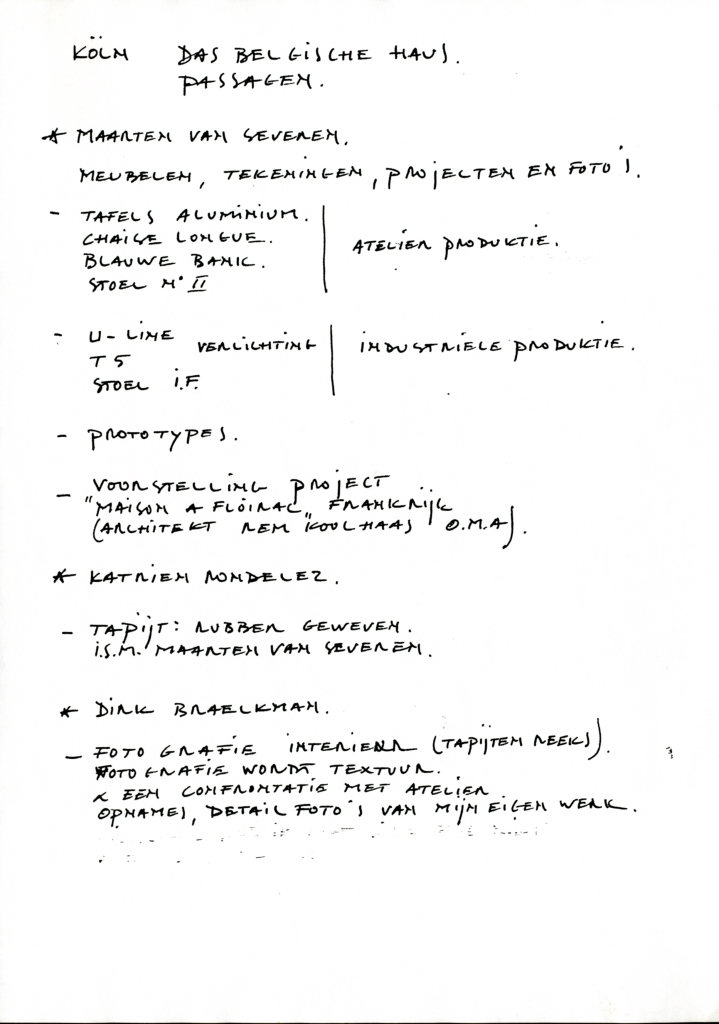 KÖLN DAS BELGISCHE HAUS.
PASSAGEN.
* MAARTEN VAN SEVEREN.
MEUBELEN, TEKENINGEN, PROJECTEN EN FOTO'S.
- TAFELS ALUMINIUM.
CHAISE LONGUE.
BLAUWE BANK.
STOEL N° II
ATELIER PRODUKTIE.
- U-LINE
T5
VERLICHTING
STOEL I.F.
INDUSTRIELE PRODUKTIE.
- PROTOTYPES.
- VOORSTELLING PROJECT
"MAISON A FLOIRAC" FRANKRIJK
(ARCHITEKT REM KOOLHAAS O.M.A).
* KATRIEN RONDELEZ.
- TAPIJT: RUBBER GEWEVEN.
I.S.M. MAARTEN VAN SEVEREN.
* DIRK BRAECKMAN.
- FOTOGRAFIE INTERIEUR (TAPIJTEN REEKS).
FOTOGRAFIE WORDT TEXTUUR.
& EEN CONFRONTATIE MET ATELIER
OPNAMES, DETAIL FOTO'S VAN MIJN EIGEN WERK.